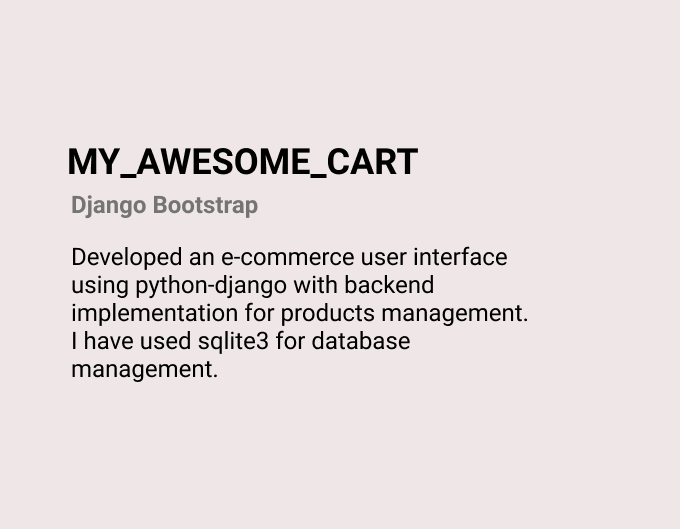 MY_AWESOME_CART
Django Bootstrap
Developed an e-commerce user interface
using python-django with backend
implementation for products management.
I have used sqlite3 for database
management.